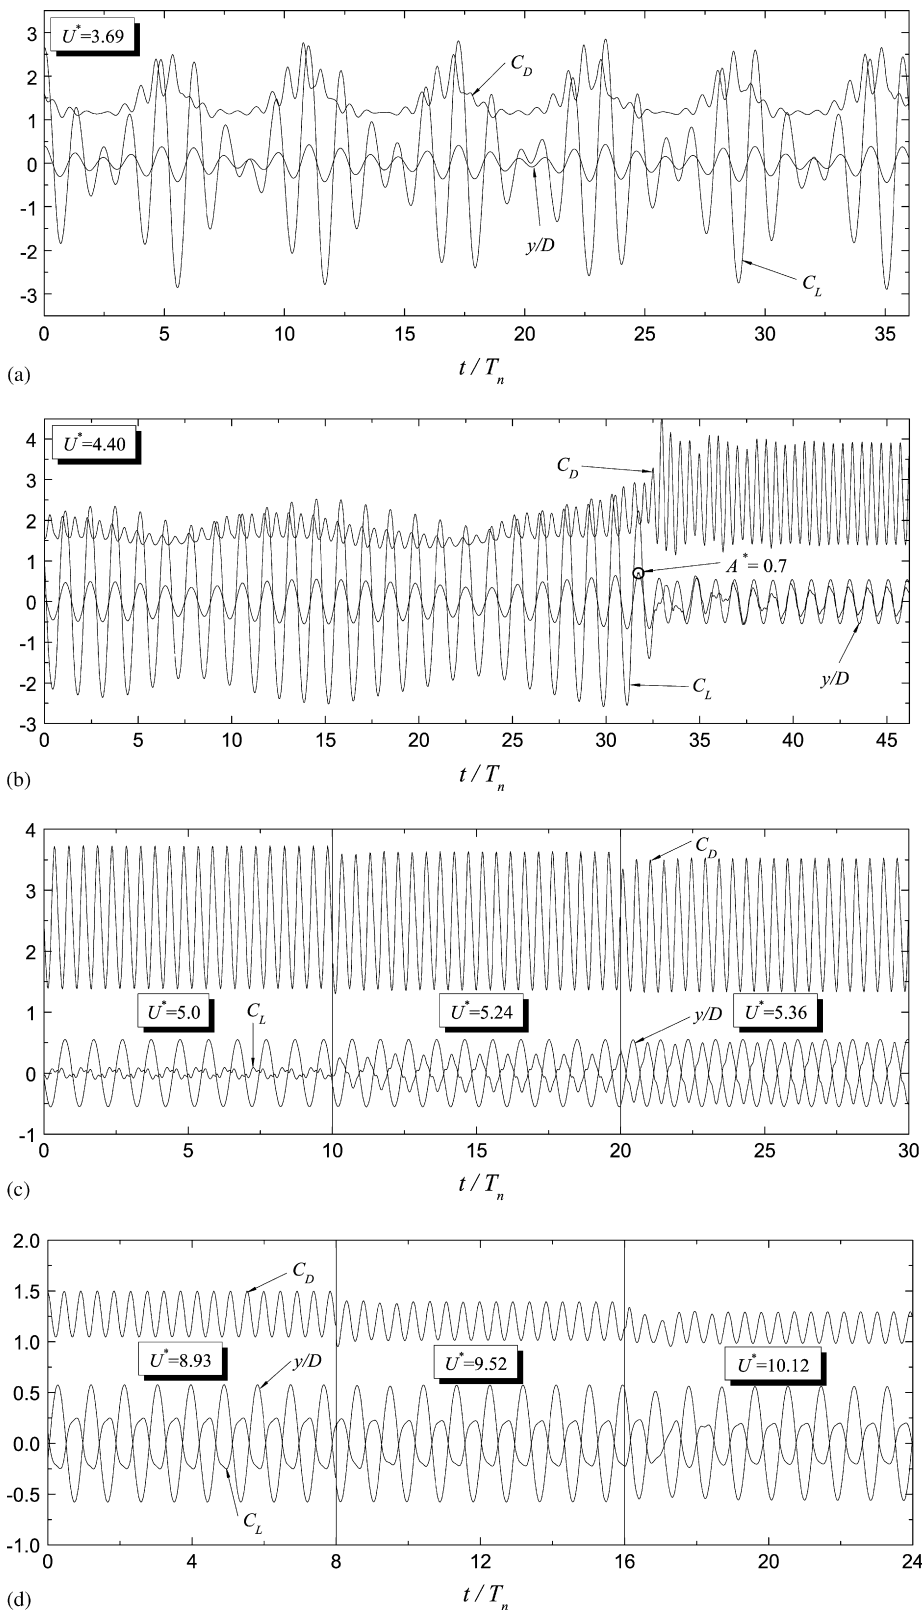 3
U*=3.69
C_D
2
1
0
-1
y/D
-2
C_L
-3
0 5 10 15 20 25 30 35
t / T_n
(a)
4
U*=4.40
C_D
3
2
1
A*= 0.7
0
-1
y/D
-2
C_L
-3
0 5 10 15 20 25 30 35 40 45
t / T_n
(b)
4
C_D
3
2
1
U*=5.0
C_L
U*=5.24
y/D
U*=5.36
0
-1
0 5 10 15 20 25 30
t / T_n
(c)
2.0
C_D
1.5
1.0
U*=8.93
y/D
U*=9.52
U*=10.12
0.5
0.0
-0.5
C_L
-1.0
0 4 8 12 16 20 24
t / T_n
(d)